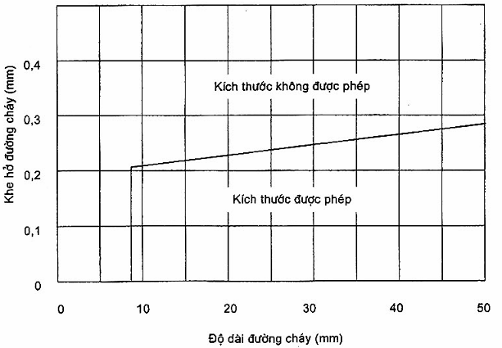 Khe hở đường cháy (mm)
0,4
0,3
0,2
0,1
0
Kích thước không được phép
Kích thước được phép
0 10 20 30 40 50
Độ dài đường cháy (mm)